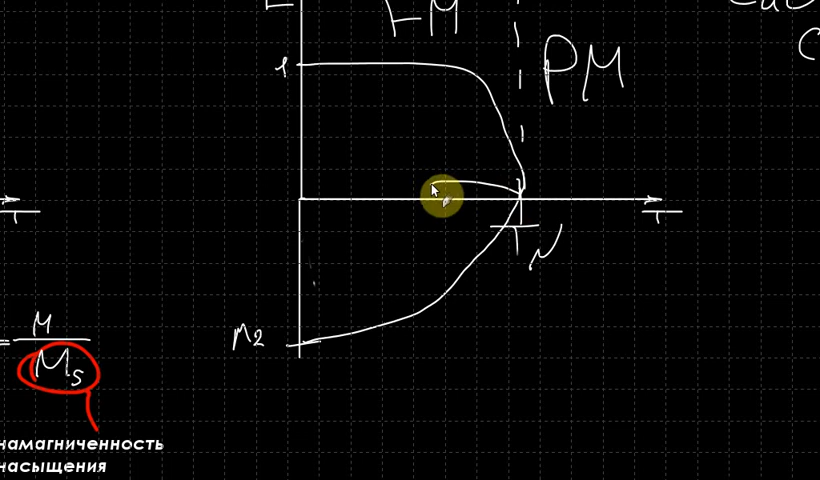 FM
PM
1
T
T
T_N
M_2
= M / M_S
намагниченность
насыщения